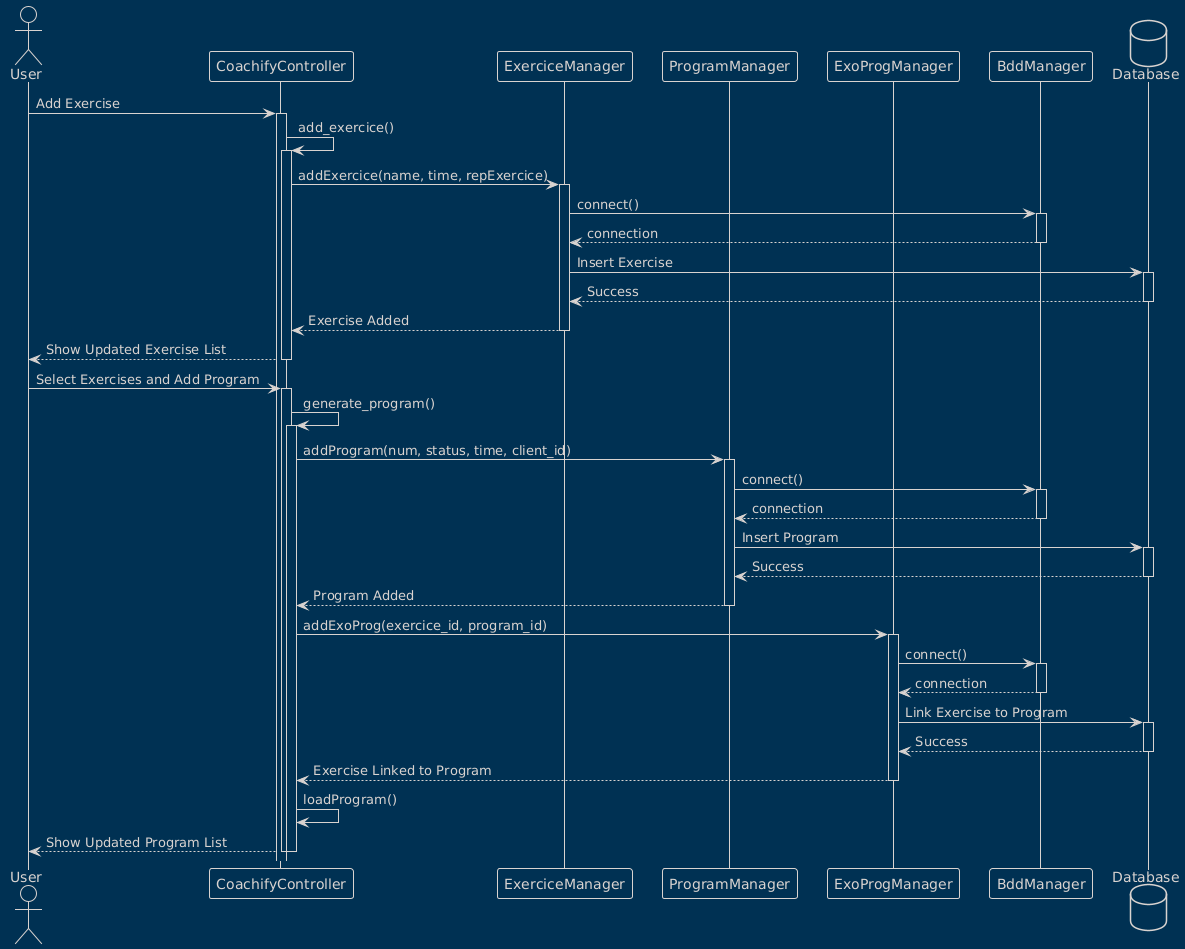 User
CoachifyController
ExerciceManager
ProgramManager
ExoProgManager
BddManager
Database
Add Exercise
add_exercice()
addExercice(name, time, repExercice)
connect()
connection
Insert Exercise
Success
Exercise Added
Show Updated Exercise List
Select Exercises and Add Program
generate_program()
addProgram(num, status, time, client_id)
connect()
connection
Insert Program
Success
Program Added
addExoProg(exercice_id, program_id)
connect()
connection
Link Exercise to Program
Success
Exercise Linked to Program
loadProgram()
Show Updated Program List
User
CoachifyController
ExerciceManager
ProgramManager
ExoProgManager
BddManager
Database